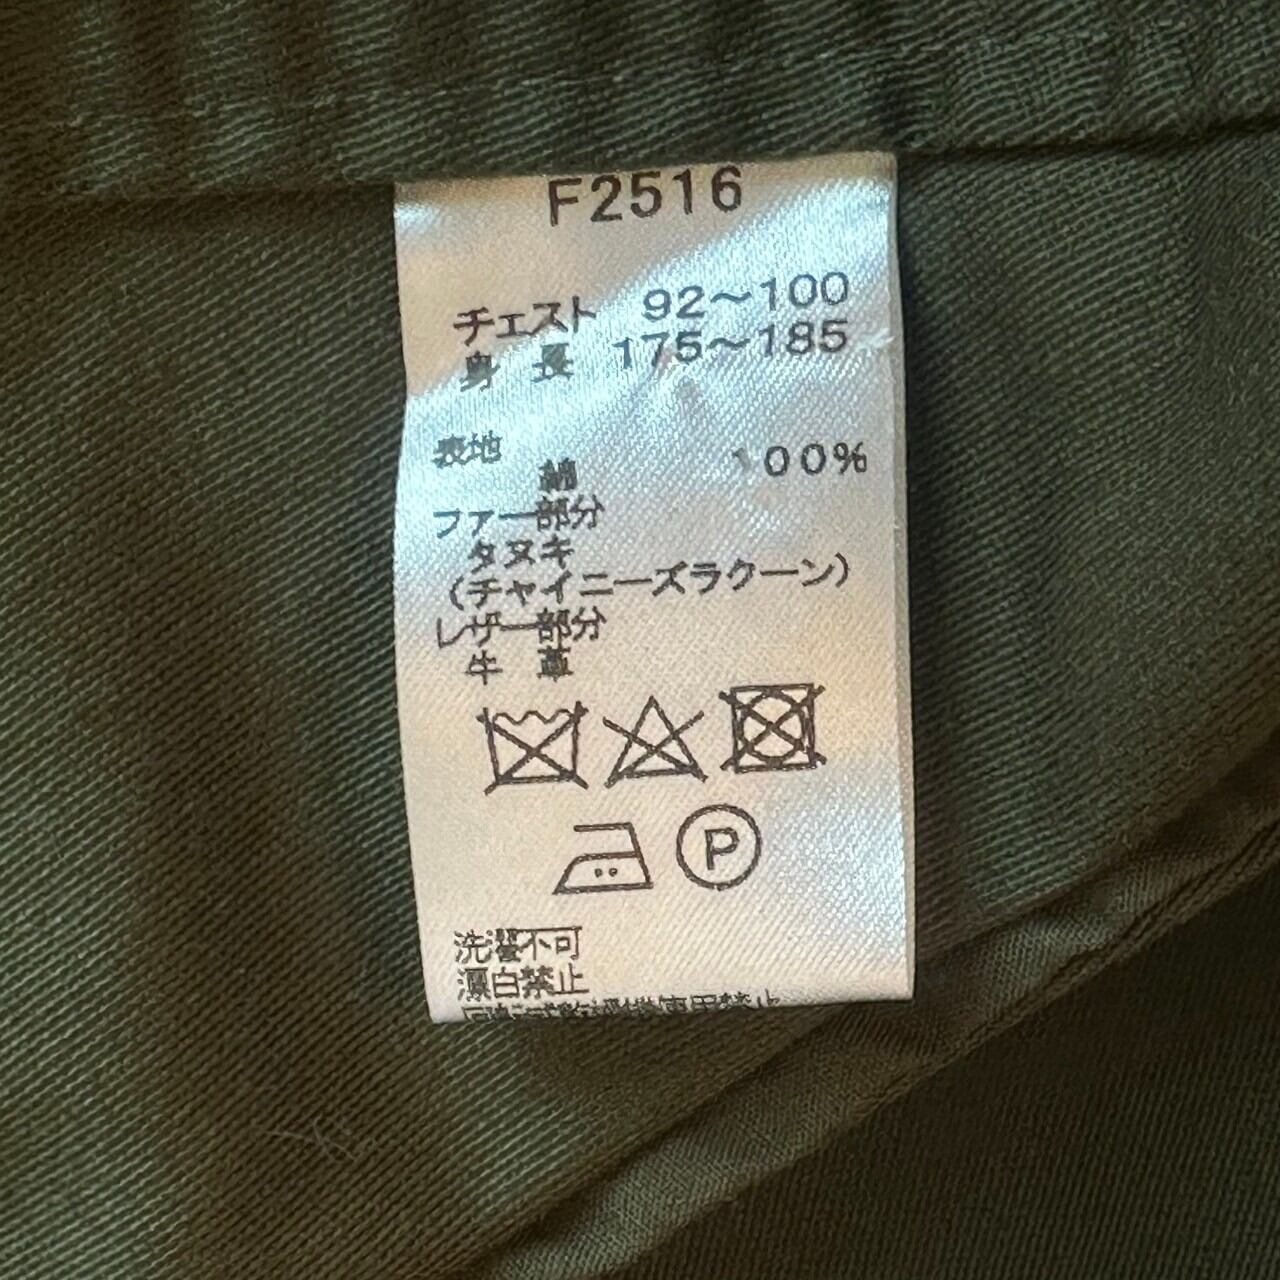 F2516
チェスト 92～100
身 長 175～185
表地
綿 100%
ファー部分
タヌキ
(チャイニーズラクーン)
レザー部分
牛 革
P
洗濯不可
漂白禁止